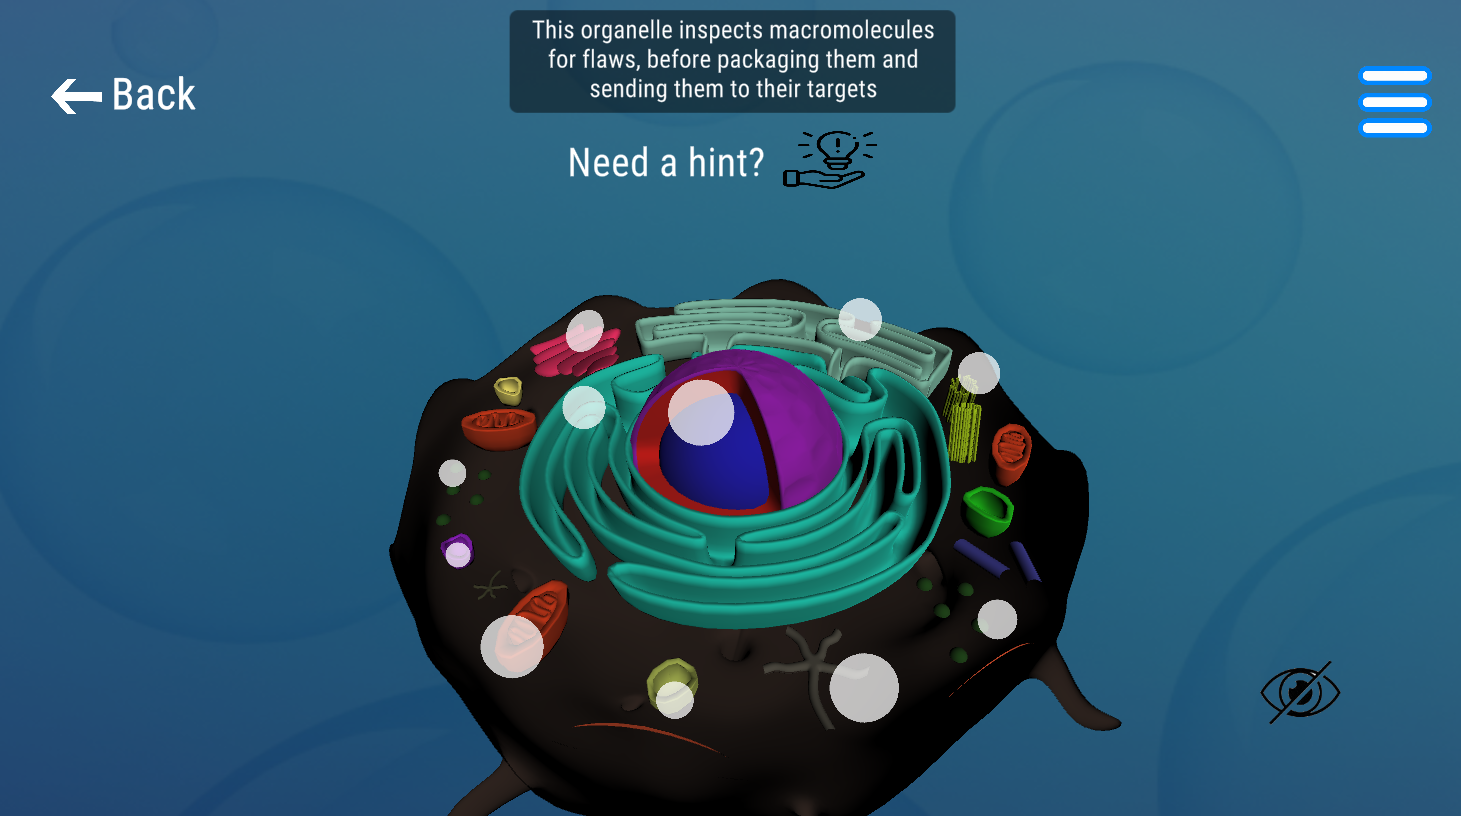 This organelle inspects macromolecules
for flaws, before packaging them and
sending them to their targets
Back
Need a hint?